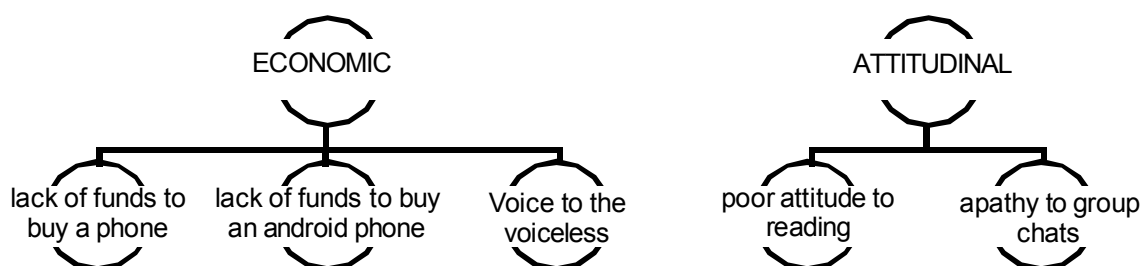 ECONOMIC
ATTITUDINAL
lack of funds to
buy a phone
lack of funds to buy
an android phone
Voice to the
voiceless
poor attitude to
reading
apathy to group
chats